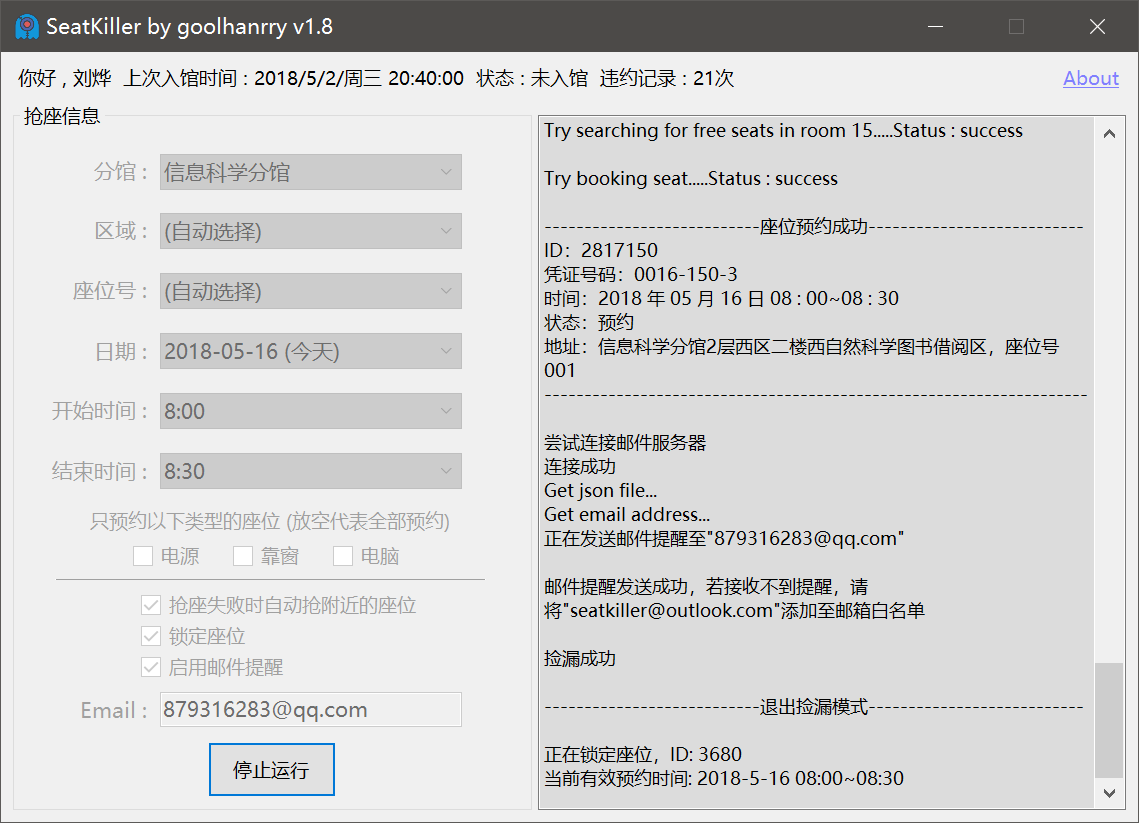 SeatKiller by goolhanrry v1.8
你好 , 刘烨 上次入馆时间 : 2018/5/2/周三 20:40:00 状态 : 未入馆 违约记录 : 21次 About
抢座信息
分馆 : 信息科学分馆
区域 : (自动选择)
座位号 : (自动选择)
日期 : 2018-05-16 (今天)
开始时间 : 8:00
结束时间 : 8:30
只预约以下类型的座位 (放空代表全部预约)
电源 靠窗 电脑
抢座失败时自动抢附近的座位
锁定座位
启用邮件提醒
Email : 879316283@qq.com
停止运行
Try searching for free seats in room 15.....Status : success
Try booking seat.....Status : success
---------------------------座位预约成功---------------------------
ID：2817150
凭证号码：0016-150-3
时间：2018 年 05 月 16 日 08 : 00~08 : 30
状态：预约
地址：信息科学分馆2层西区二楼西自然科学图书借阅区，座位号
001
--------------------------------------------------------------------
尝试连接邮件服务器
连接成功
Get json file...
Get email address...
正在发送邮件提醒至"879316283@qq.com"
邮件提醒发送成功，若接收不到提醒，请
将"seatkiller@outlook.com"添加至邮箱白名单
捡漏成功
---------------------------退出捡漏模式---------------------------
正在锁定座位，ID: 3680
当前有效预约时间: 2018-5-16 08:00~08:30